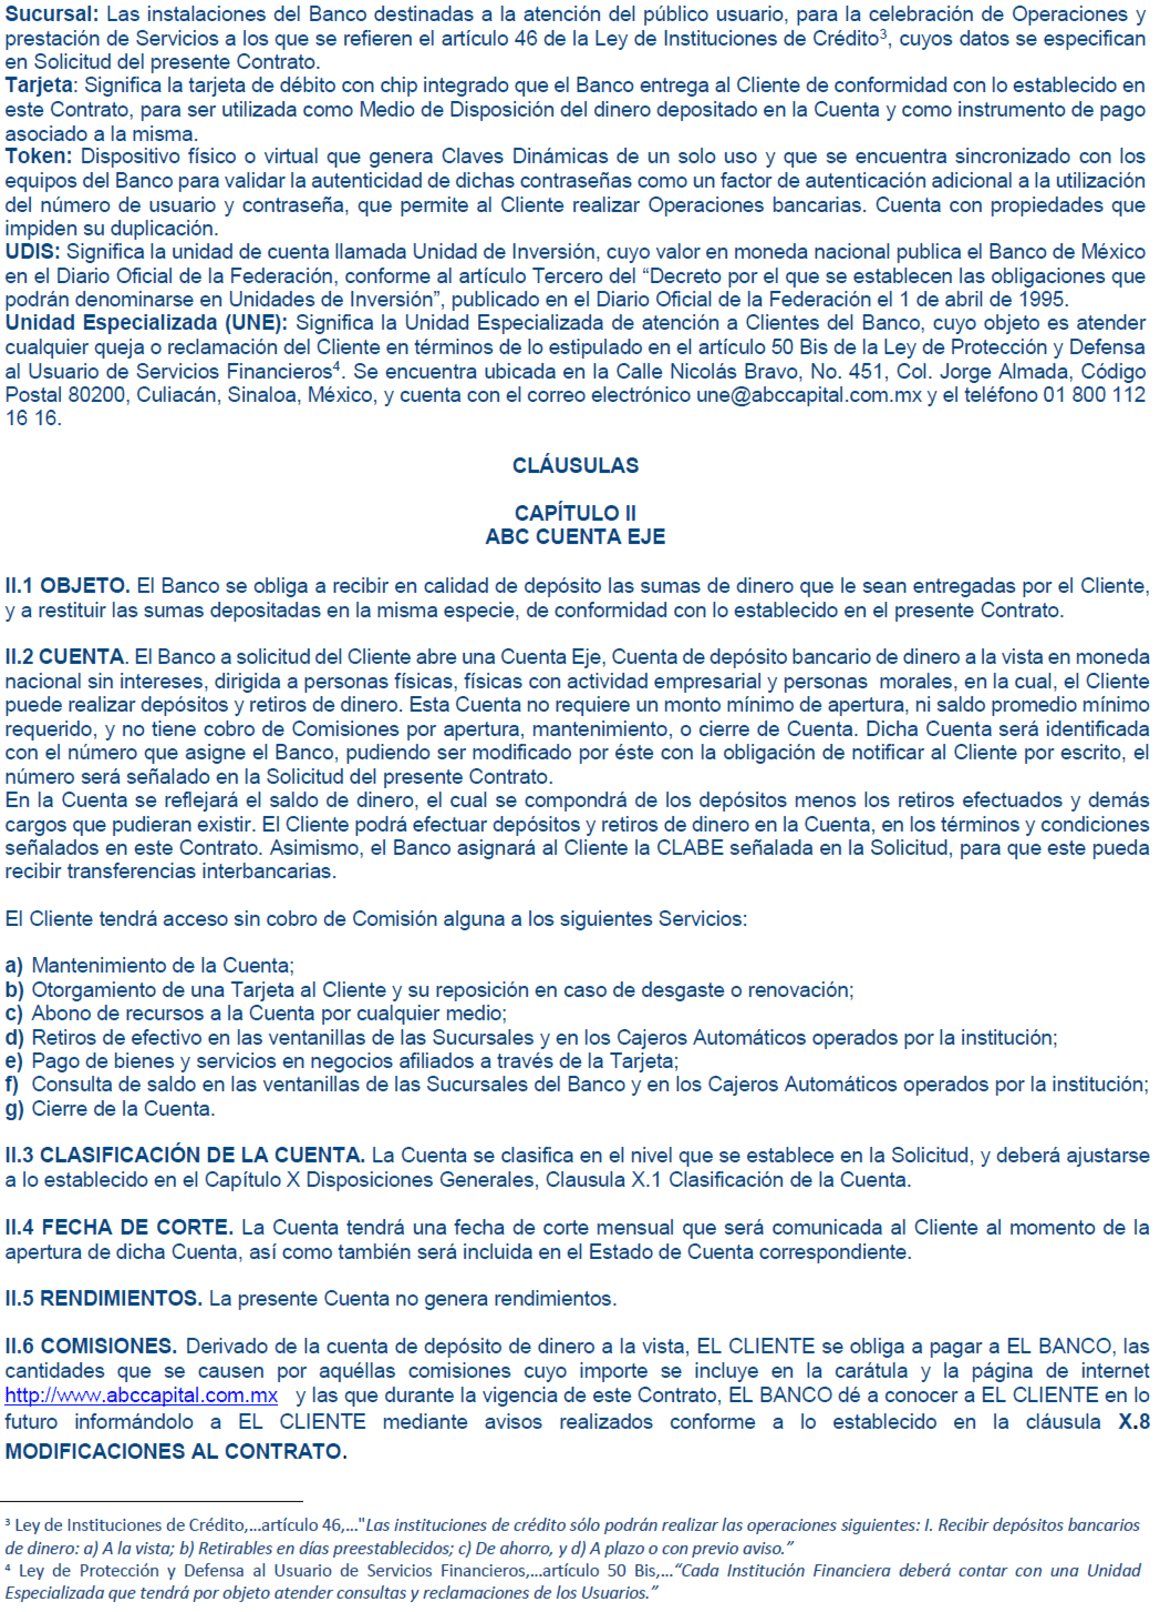 Sucursal: Las instalaciones del Banco destinadas a la atención del público usuario, para la celebración de Operaciones y
prestación de Servicios a los que se refieren el artículo 46 de la Ley de Instituciones de Crédito³, cuyos datos se especifican
en Solicitud del presente Contrato.
Tarjeta: Significa la tarjeta de débito con chip integrado que el Banco entrega al Cliente de conformidad con lo establecido en
este Contrato, para ser utilizada como Medio de Disposición del dinero depositado en la Cuenta y como instrumento de pago
asociado a la misma.
Token: Dispositivo físico o virtual que genera Claves Dinámicas de un solo uso y que se encuentra sincronizado con los
equipos del Banco para validar la autenticidad de dichas contraseñas como un factor de autenticación adicional a la utilización
del número de usuario y contraseña, que permite al Cliente realizar Operaciones bancarias. Cuenta con propiedades que
impiden su duplicación.
UDIS: Significa la unidad de cuenta llamada Unidad de Inversión, cuyo valor en moneda nacional publica el Banco de México
en el Diario Oficial de la Federación, conforme al artículo Tercero del “Decreto por el que se establecen las obligaciones que
podrán denominarse en Unidades de Inversión”, publicado en el Diario Oficial de la Federación el 1 de abril de 1995.
Unidad Especializada (UNE): Significa la Unidad Especializada de atención a Clientes del Banco, cuyo objeto es atender
cualquier queja o reclamación del Cliente en términos de lo estipulado en el artículo 50 Bis de la Ley de Protección y Defensa
al Usuario de Servicios Financieros⁴. Se encuentra ubicada en la Calle Nicolás Bravo, No. 451, Col. Jorge Almada, Código
Postal 80200, Culiacán, Sinaloa, México, y cuenta con el correo electrónico une@abccapital.com.mx y el teléfono 01 800 112
16 16.
CLÁUSULAS
CAPÍTULO II
ABC CUENTA EJE
II.1 OBJETO. El Banco se obliga a recibir en calidad de depósito las sumas de dinero que le sean entregadas por el Cliente,
y a restituir las sumas depositadas en la misma especie, de conformidad con lo establecido en el presente Contrato.
II.2 CUENTA. El Banco a solicitud del Cliente abre una Cuenta Eje, Cuenta de depósito bancario de dinero a la vista en moneda
nacional sin intereses, dirigida a personas físicas, físicas con actividad empresarial y personas morales, en la cual, el Cliente
puede realizar depósitos y retiros de dinero. Esta Cuenta no requiere un monto mínimo de apertura, ni saldo promedio mínimo
requerido, y no tiene cobro de Comisiones por apertura, mantenimiento, o cierre de Cuenta. Dicha Cuenta será identificada
con el número que asigne el Banco, pudiendo ser modificado por éste con la obligación de notificar al Cliente por escrito, el
número será señalado en la Solicitud del presente Contrato.
En la Cuenta se reflejará el saldo de dinero, el cual se compondrá de los depósitos menos los retiros efectuados y demás
cargos que pudieran existir. El Cliente podrá efectuar depósitos y retiros de dinero en la Cuenta, en los términos y condiciones
señalados en este Contrato. Asimismo, el Banco asignará al Cliente la CLABE señalada en la Solicitud, para que este pueda
recibir transferencias interbancarias.
El Cliente tendrá acceso sin cobro de Comisión alguna a los siguientes Servicios:
a) Mantenimiento de la Cuenta;
b) Otorgamiento de una Tarjeta al Cliente y su reposición en caso de desgaste o renovación;
c) Abono de recursos a la Cuenta por cualquier medio;
d) Retiros de efectivo en las ventanillas de las Sucursales y en los Cajeros Automáticos operados por la institución;
e) Pago de bienes y servicios en negocios afiliados a través de la Tarjeta;
f) Consulta de saldo en las ventanillas de las Sucursales del Banco y en los Cajeros Automáticos operados por la institución;
g) Cierre de la Cuenta.
II.3 CLASIFICACIÓN DE LA CUENTA. La Cuenta se clasifica en el nivel que se establece en la Solicitud, y deberá ajustarse
a lo establecido en el Capítulo X Disposiciones Generales, Clausula X.1 Clasificación de la Cuenta.
II.4 FECHA DE CORTE. La Cuenta tendrá una fecha de corte mensual que será comunicada al Cliente al momento de la
apertura de dicha Cuenta, así como también será incluida en el Estado de Cuenta correspondiente.
II.5 RENDIMIENTOS. La presente Cuenta no genera rendimientos.
II.6 COMISIONES. Derivado de la cuenta de depósito de dinero a la vista, EL CLIENTE se obliga a pagar a EL BANCO, las
cantidades que se causen por aquéllas comisiones cuyo importe se incluye en la carátula y la página de internet
http://www.abccapital.com.mx y las que durante la vigencia de este Contrato, EL BANCO dé a conocer a EL CLIENTE en lo
futuro informándolo a EL CLIENTE mediante avisos realizados conforme a lo establecido en la cláusula X.8
MODIFICACIONES AL CONTRATO.
³ Ley de Instituciones de Crédito,...artículo 46,..."Las instituciones de crédito sólo podrán realizar las operaciones siguientes: I. Recibir depósitos bancarios
de dinero: a) A la vista; b) Retirables en días preestablecidos; c) De ahorro, y d) A plazo o con previo aviso.”
⁴ Ley de Protección y Defensa al Usuario de Servicios Financieros,...artículo 50 Bis,...“Cada Institución Financiera deberá contar con una Unidad
Especializada que tendrá por objeto atender consultas y reclamaciones de los Usuarios.”